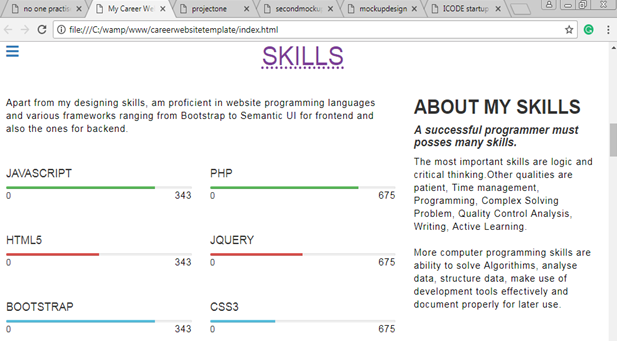 no one practis
My Career We
projectone
secondmocku
mockupdesign
ICODE startup
file:///C:/wamp/www/careerwebsitetemplate/index.html
SKILLS
Apart from my designing skills, am proficient in website programming languages
and various frameworks ranging from Bootstrap to Semantic UI for frontend and
also the ones for backend.
JAVASCRIPT
0 343
PHP
0 675
HTML5
0 343
JQUERY
0 675
BOOTSTRAP
0 343
CSS3
0 675
ABOUT MY SKILLS
A successful programmer must
posses many skills.
The most important skills are logic and
critical thinking.Other qualities are
patient, Time management,
Programming, Complex Solving
Problem, Quality Control Analysis,
Writing, Active Learning.
More computer programming skills are
ability to solve Algorithims, analyse
data, structure data, make use of
development tools effectively and
document properly for later use.